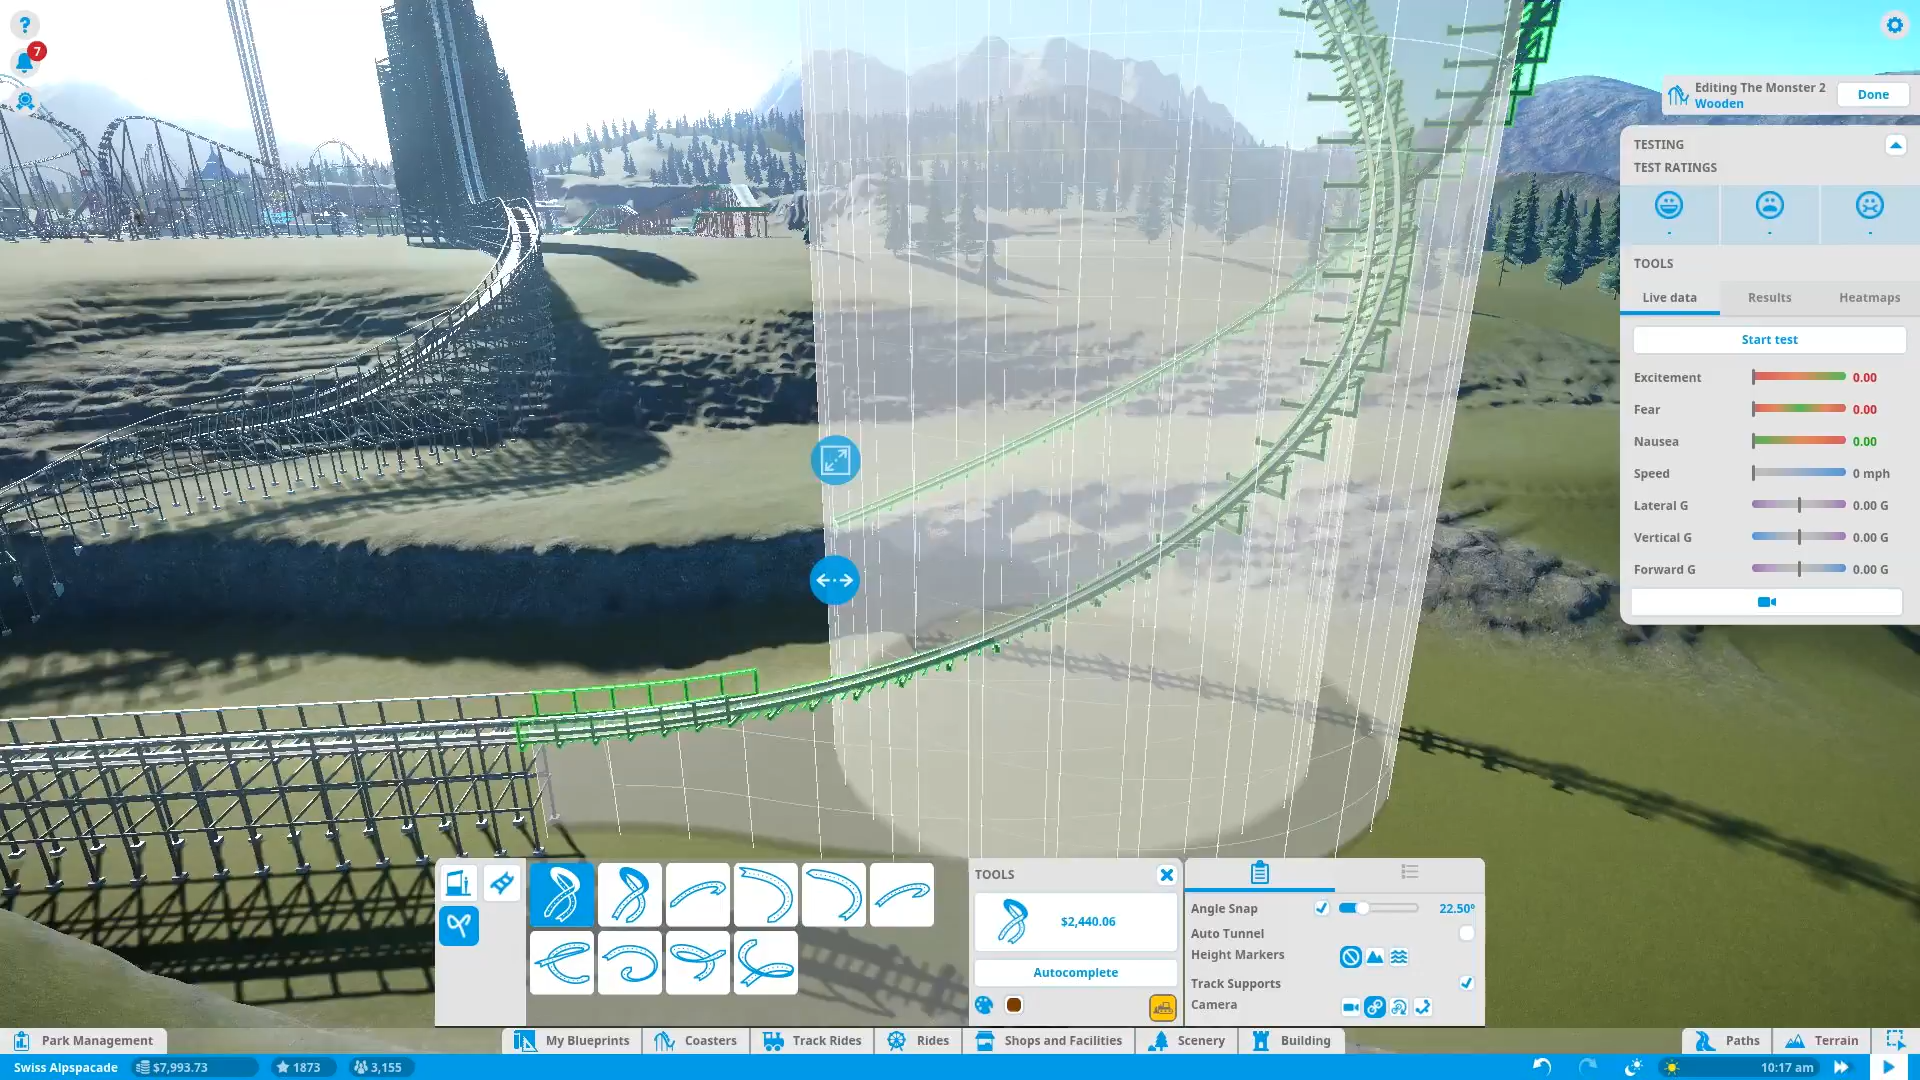 ?
7
Editing The Monster 2
Wooden
Done
TESTING
TEST RATINGS
- - -
TOOLS
Live data Results Heatmaps
Start test
Excitement 0.00
Fear 0.00
Nausea 0.00
Speed 0 mph
Lateral G 0.00 G
Vertical G 0.00 G
Forward G 0.00 G
TOOLS
$2,440.06
Autocomplete
Angle Snap 22.50°
Auto Tunnel
Height Markers
Track Supports
Camera
Park Management My Blueprints Coasters Track Rides Rides Shops and Facilities Scenery Building Paths Terrain
Swiss Alpspacade $7,993.73 1873 3,155 10:17 am